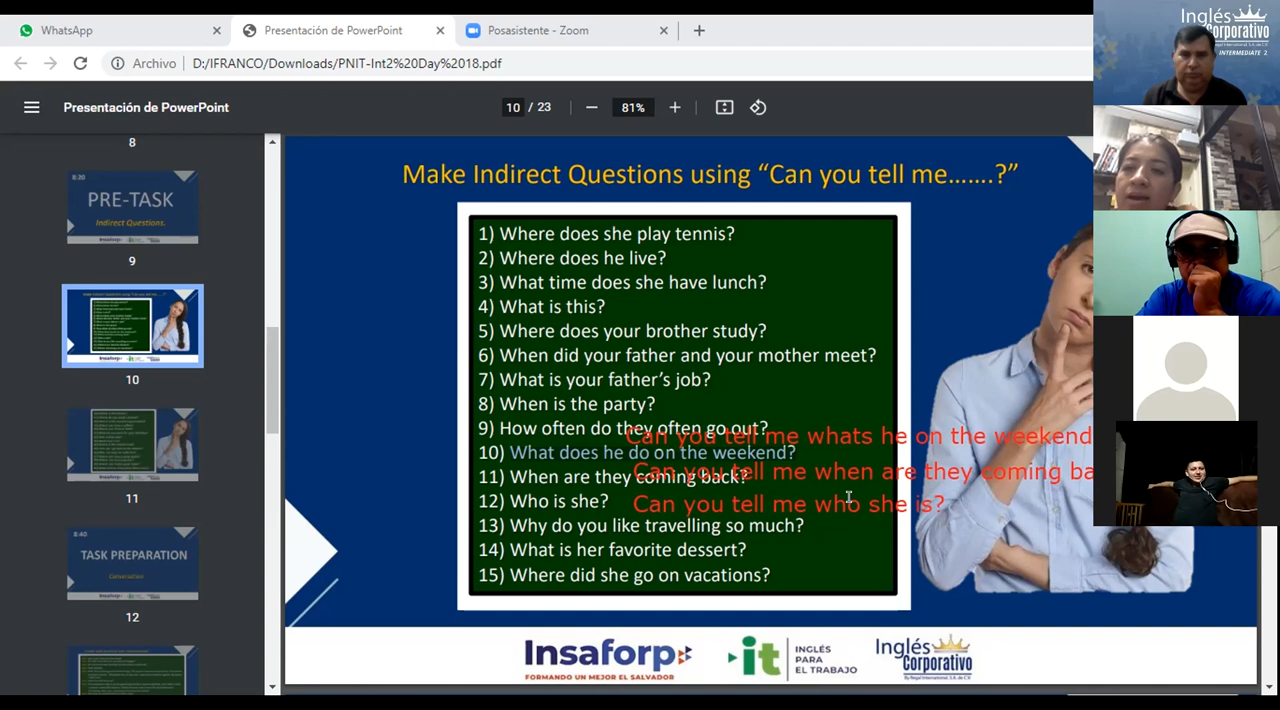 WhatsApp
Presentación de PowerPoint
Posasistente - Zoom
Archivo
D:/IFRANCO/Downloads/PNIT-Int2%20Day%2018.pdf
Presentación de PowerPoint
10 / 23
81%
8
8:20
PRE-TASK
Indirect Questions.
9
10
11
8:40
TASK PREPARATION
12
Make Indirect Questions using “Can you tell me…….?”
1) Where does she play tennis?
2) Where does he live?
3) What time does she have lunch?
4) What is this?
5) Where does your brother study?
6) When did your father and your mother meet?
7) What is your father’s job?
8) When is the party?
9) How often do they often go out?
Can you tell me whats he on the weekend
10) What does he do on the weekend?
Can you tell me when are they coming ba
11) When are they coming back?
12) Who is she?
Can you tell me who she is?
13) Why do you like travelling so much?
14) What is her favorite dessert?
15) Where did she go on vacations?
Insaforp
FORMANDO UN MEJOR EL SALVADOR
it
INGLÉS
PARA
EL TRABAJO
Inglés
Corporativo
By Regal International, S.A. de C.V.
Inglés
Corporativo
INTERMEDIATE 2